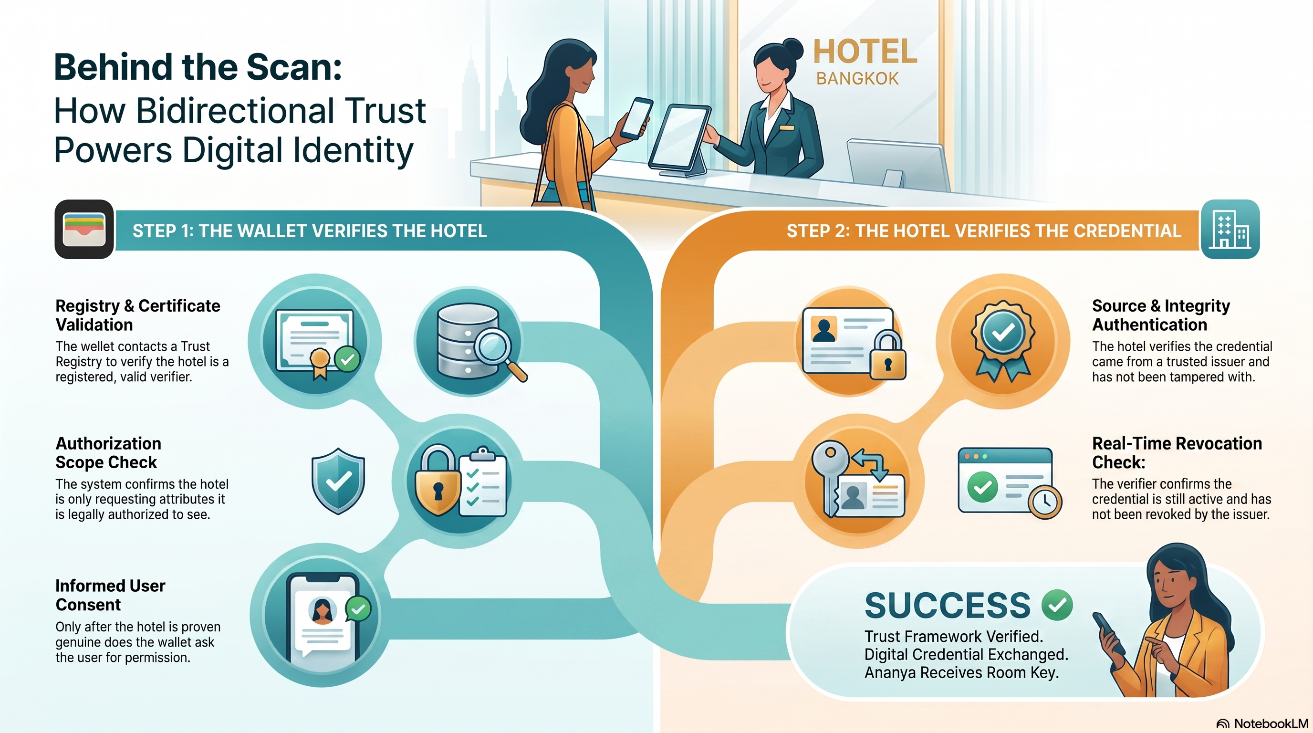 Behind the Scan:
How Bidirectional Trust
Powers Digital Identity
HOTEL
BANGKOK
STEP 1: THE WALLET VERIFIES THE HOTEL
Registry & Certificate
Validation
The wellet contacts a Trust
Registry to verify the hotel is a
registered, valid verifier.
Authorization
Scope Check
The system confirms the hotel
is only requesting attributes it
is legally authorized to see.
Informed User
Consent
Only after the hotel is proven
genuine does the wallet ask
the user for permission.
STEP 2: THE HOTEL VERIFIES THE CREDENTIAL
Source & Integrity
Authentication
The hotel verifies the credential
came from a trusted issuer and
has not been tampered with.
Real-Time Revocation
Check:
The verifier confirms the
credential is still active and has
not been revoked by the issuer.
SUCCESS
Trust Framework Verified.
Digital Credential Exchanged.
Ananya Receives Room Key.
NotebookLM